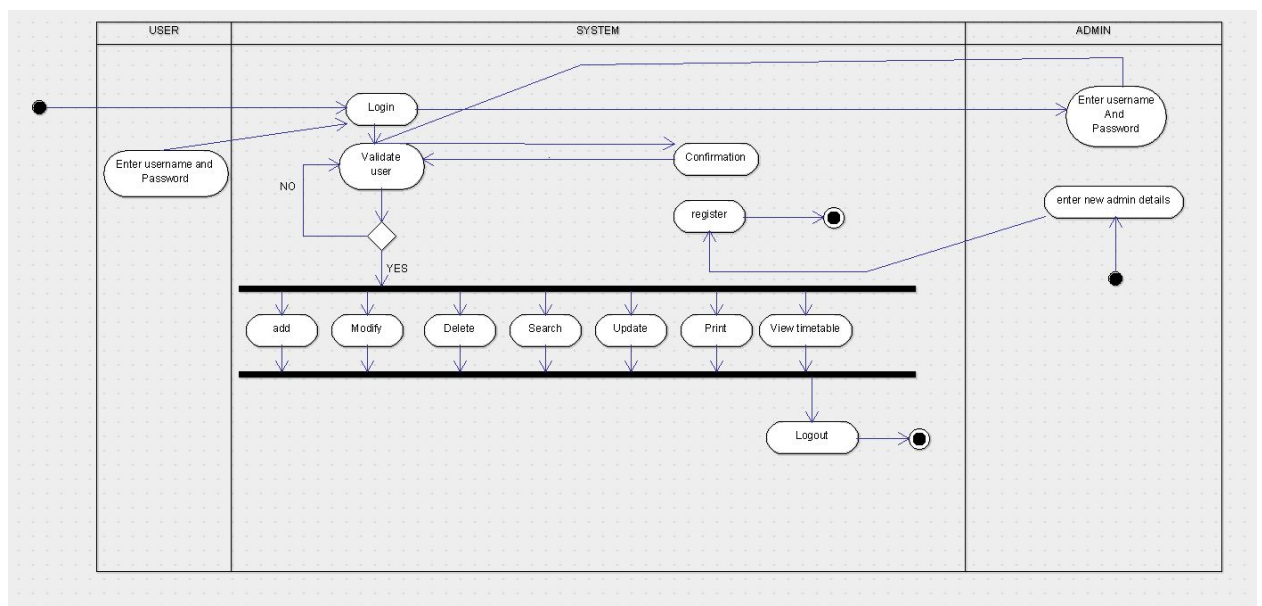 USER
SYSTEM
ADMIN
Login
Enter username
And
Password
Enter username and
Password
Validate
user
Confirmation
NO
enter new admin details
register
YES
add
Modify
Delete
Search
Update
Print
View timetable
Logout